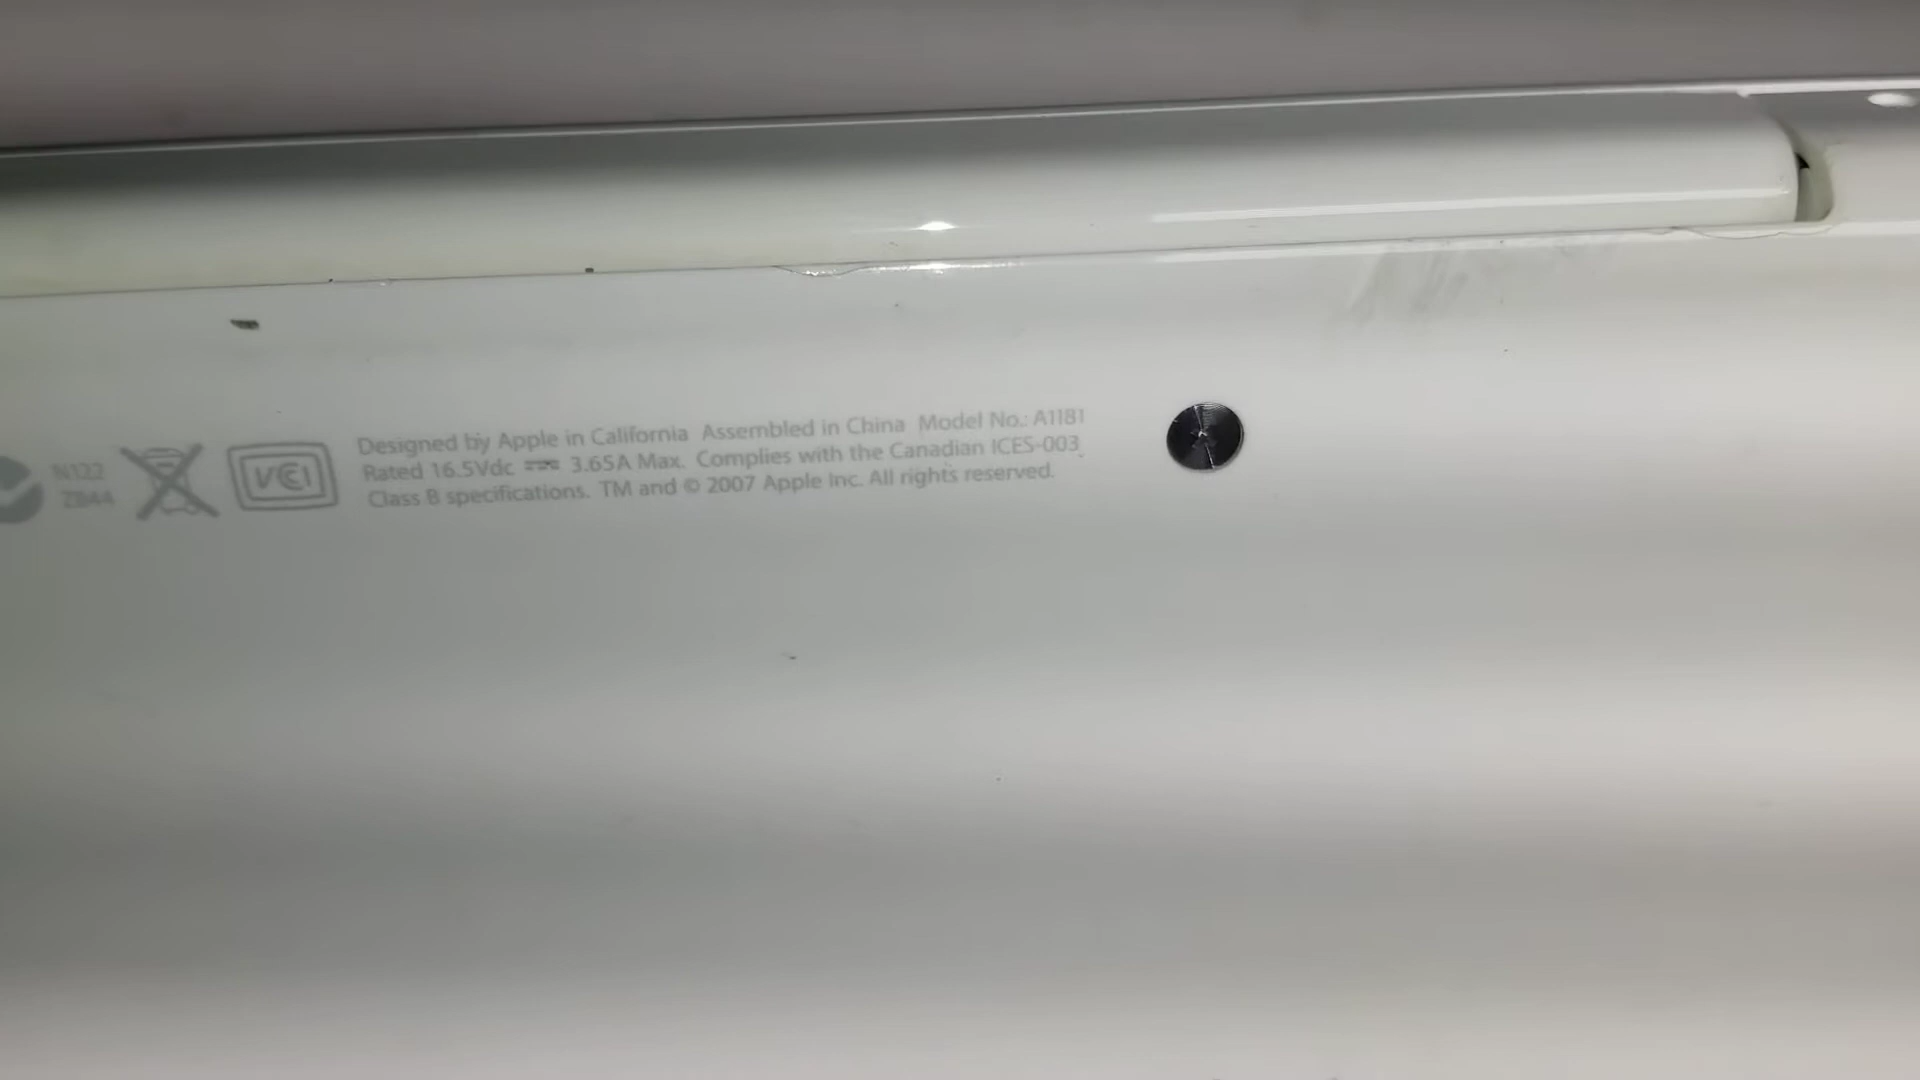 N122
Z844
VCI
Designed by Apple in California Assembled in China Model No.: A1181
Rated 16.5Vdc 3.65A Max. Complies with the Canadian ICES-003
Class B specifications. TM and © 2007 Apple Inc. All rights reserved.